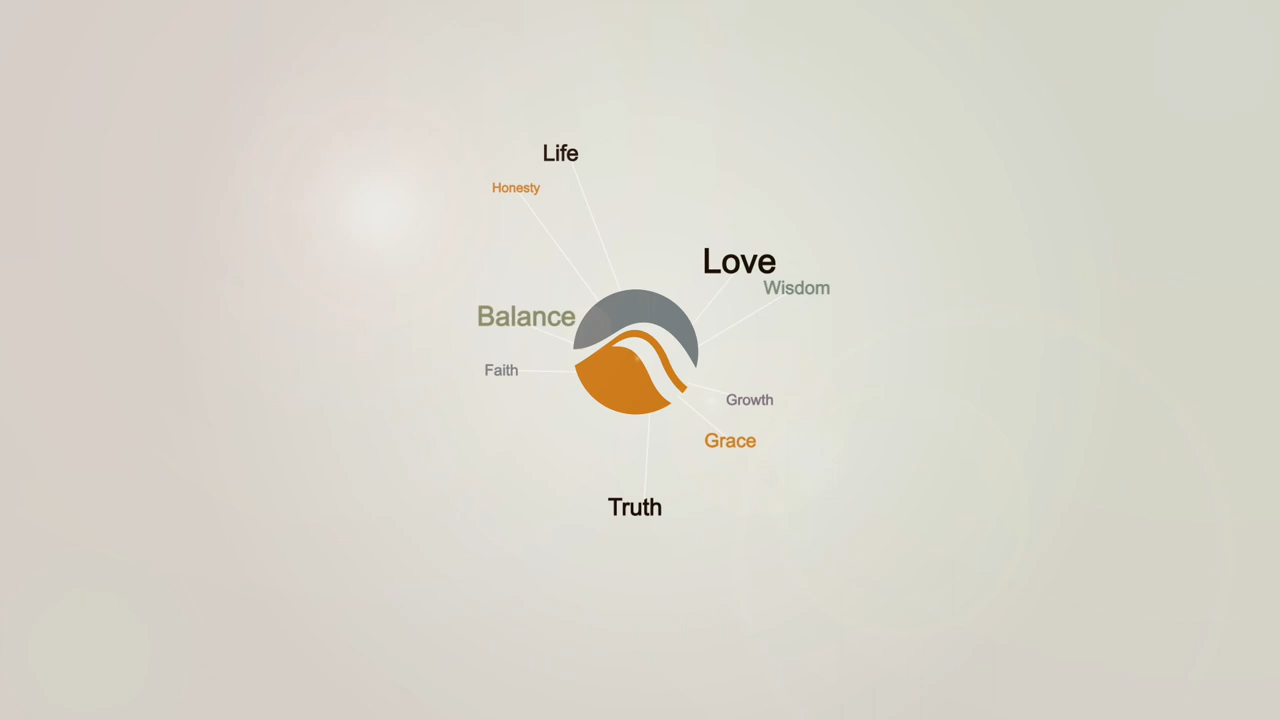 Life
Honesty
Love
Wisdom
Balance
Faith
Growth
Grace
Truth